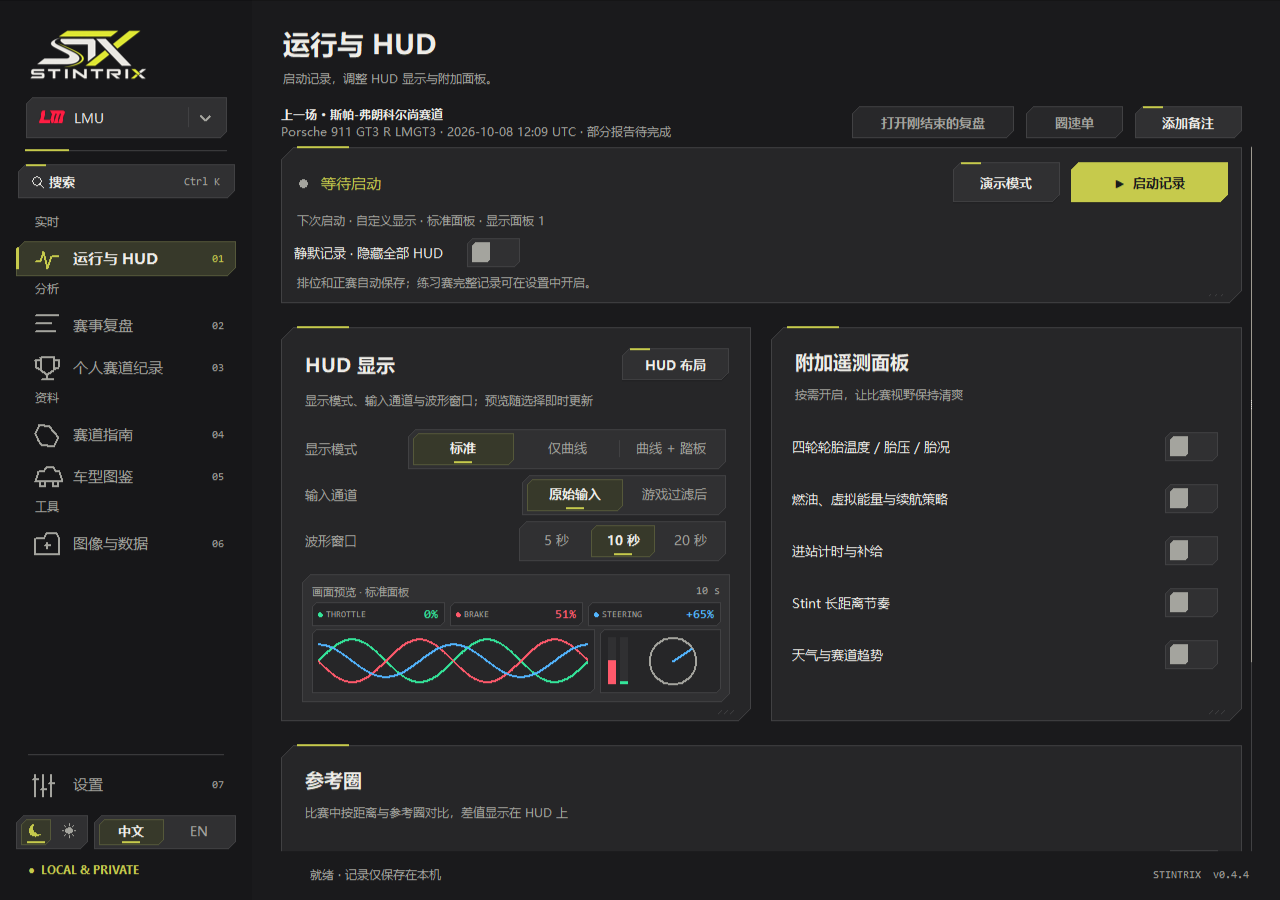 STX
STINTRIX
LMU
搜索 Ctrl K
实时
运行与 HUD 01
分析
赛事复盘 02
个人赛道纪录 03
资料
赛道指南 04
车型图鉴 05
工具
图像与数据 06
设置 07
中文 EN
LOCAL & PRIVATE
运行与 HUD
启动记录，调整 HUD 显示与附加面板。
上一场 • 斯帕-弗朗科尔尚赛道
Porsche 911 GT3 R LMGT3 · 2026-10-08 12:09 UTC · 部分报告待完成
打开刚结束的复盘 圈速单 添加备注
等待启动
演示模式 ► 启动记录
下次启动 · 自定义显示 · 标准面板 · 显示面板 1
静默记录 · 隐藏全部 HUD
排位和正赛自动保存；练习赛完整记录可在设置中开启。
HUD 显示
HUD 布局
显示模式、输入通道与波形窗口；预览随选择即时更新
显示模式 标准 仅曲线 曲线 + 踏板
输入通道 原始输入 游戏过滤后
波形窗口 5 秒 10 秒 20 秒
画面预览 · 标准面板 10 s
THROTTLE 0% BRAKE 51% STEERING +65%
附加遥测面板
按需开启，让比赛视野保持清爽
四轮轮胎温度 / 胎压 / 胎况
燃油、虚拟能量与续航策略
进站计时与补给
Stint 长距离节奏
天气与赛道趋势
参考圈
比赛中按距离与参考圈对比，差值显示在 HUD 上
就绪 · 记录仅保存在本机
STINTRIX v0.4.4